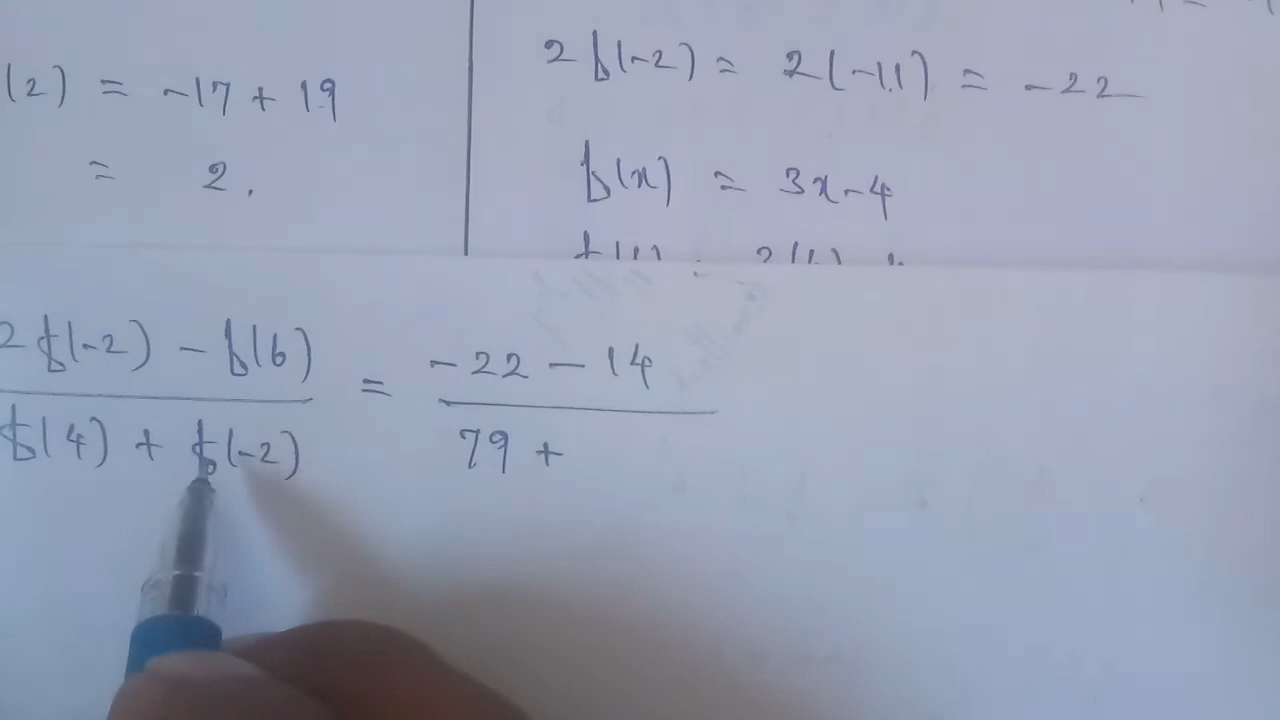 (2) = -17 + 19
= 2.
2 f(-2) = 2(-11) = -22
f(x) = 3x-4
2 f(-2) - f(6) = -22 - 14
f(4) + f(-2) 79 +